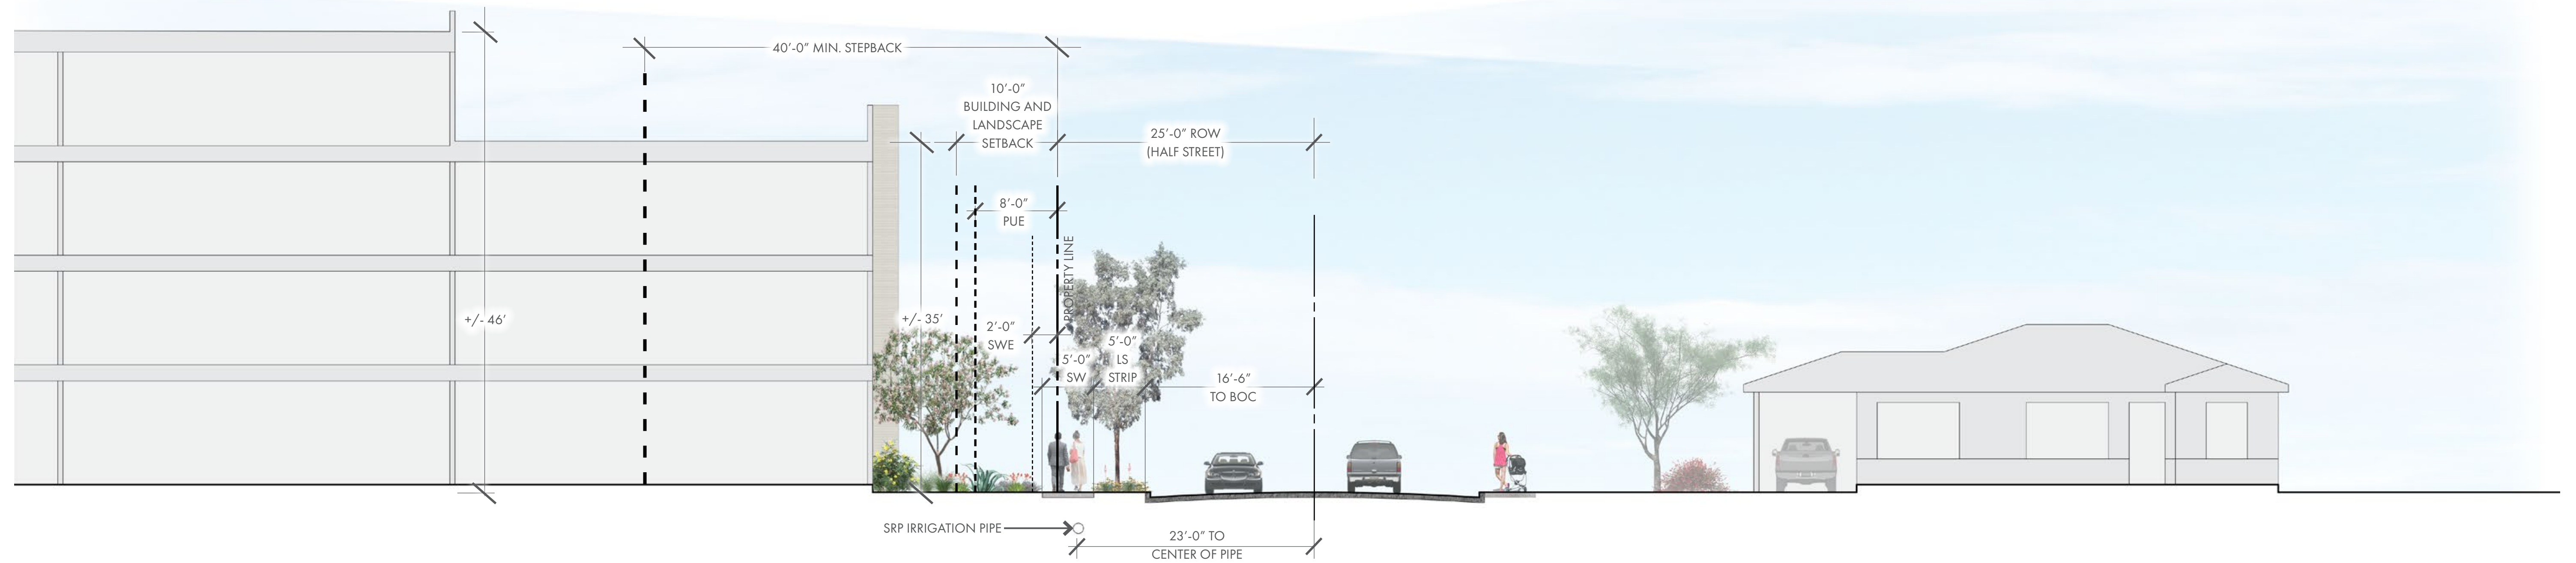 40'-0" MIN. STEPBACK
10'-0"
BUILDING AND
LANDSCAPE
SETBACK
25'-0" ROW
(HALF STREET)
8'-0"
PUE
PROPERTY LINE
+/- 46'
+/- 35'
2'-0"
SWE
5'-0"
SW
5'-0"
LS
STRIP
16'-6"
TO BOC
SRP IRRIGATION PIPE
23'-0" TO
CENTER OF PIPE